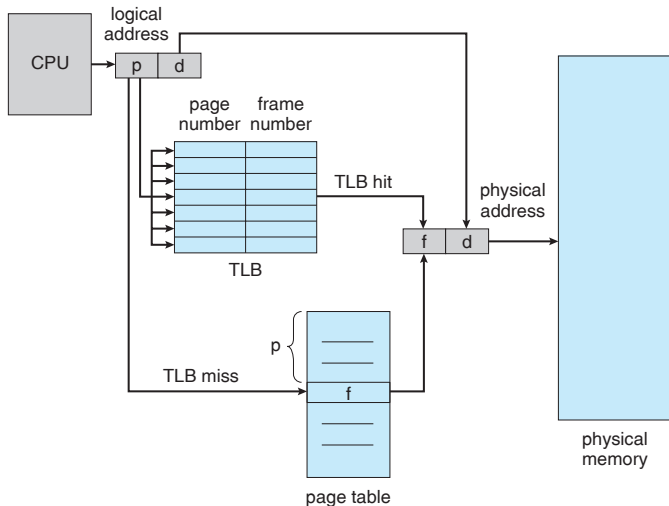 logical
address
CPU
p d
page frame
number number
TLB hit
physical
address
f d
TLB
p
TLB miss
f
physical
memory
page table